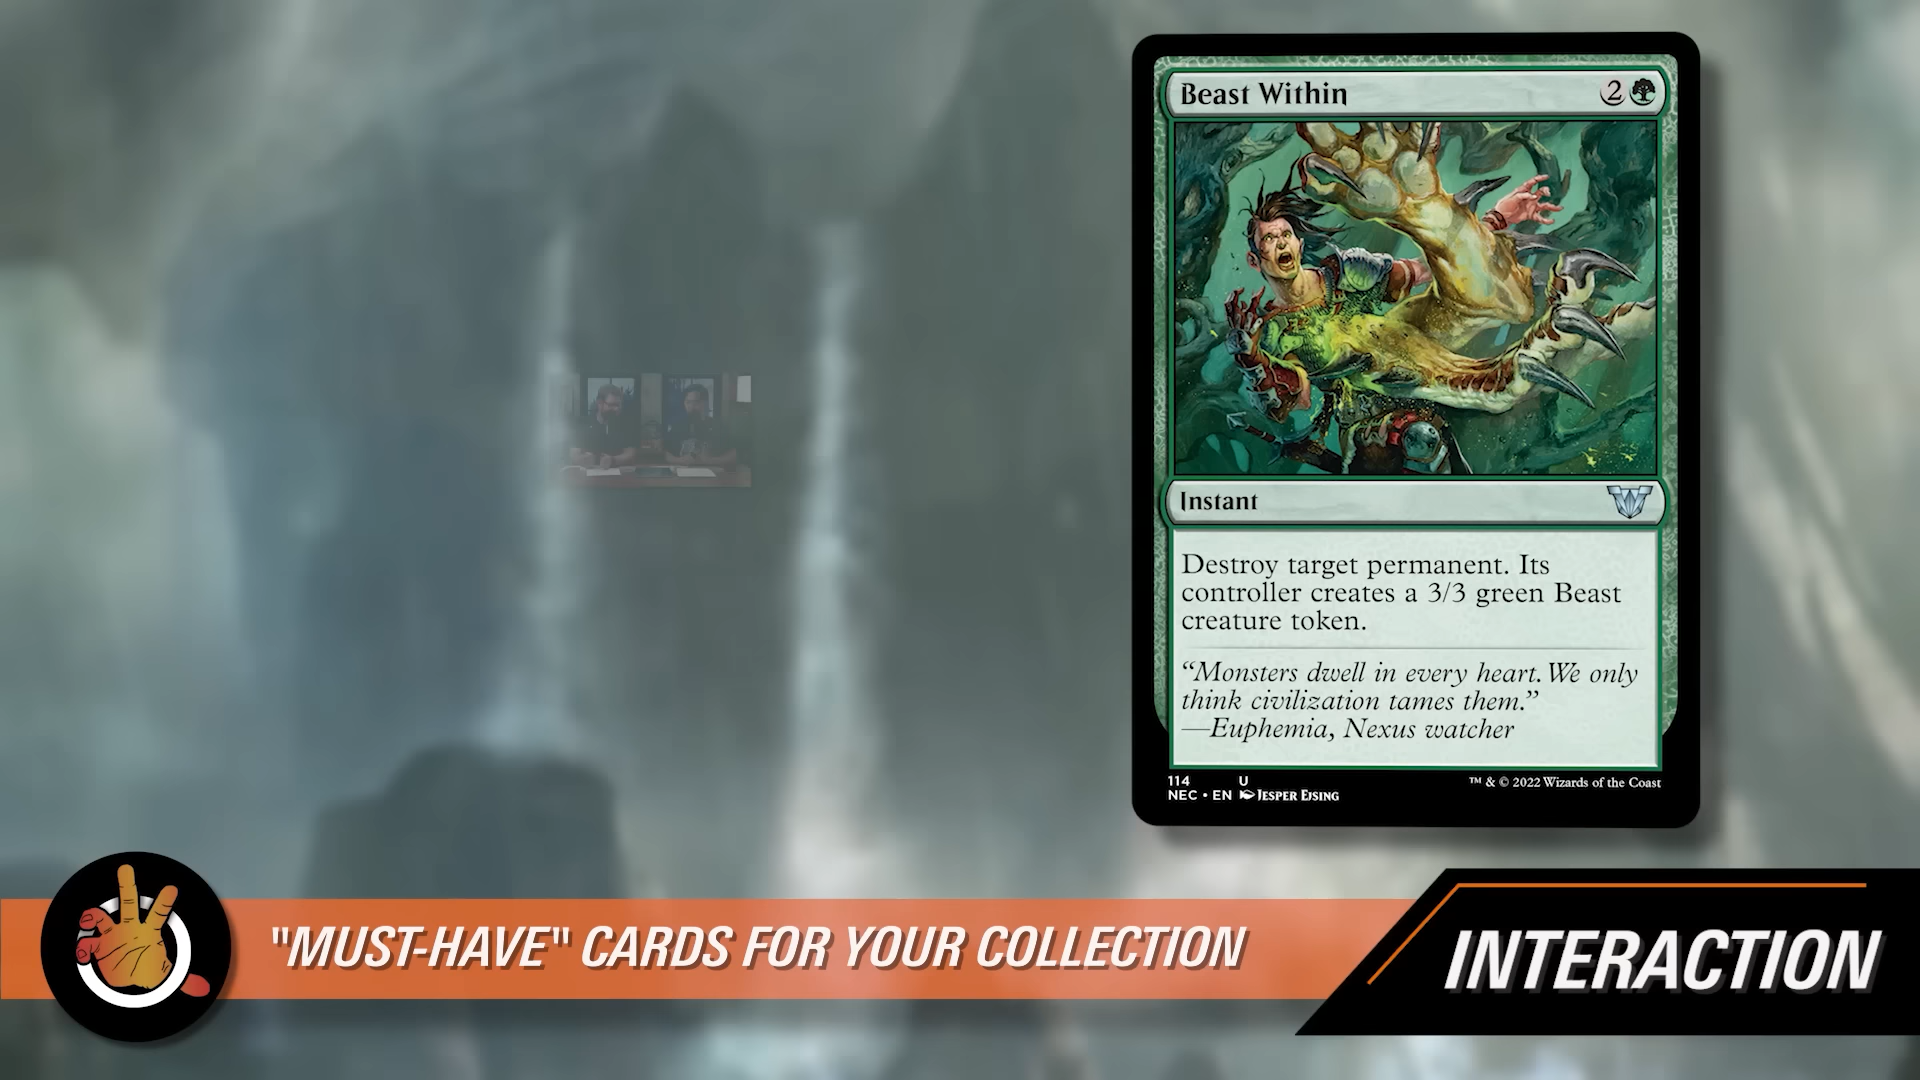 Beast Within
2
Instant
Destroy target permanent. Its
controller creates a 3/3 green Beast
creature token.
“Monsters dwell in every heart. We only
think civilization tames them.”
—Euphemia, Nexus watcher
114 U
NEC • EN JESPER EJSING
™ & © 2022 Wizards of the Coast
"MUST-HAVE" CARDS FOR YOUR COLLECTION
INTERACTION